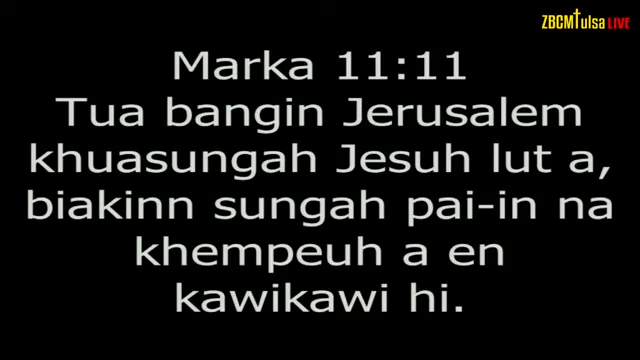 ZBCMTulsa LIVE
Marka 11:11
Tua bangin Jerusalem
khuasungah Jesuh lut a,
biakinn sungah pai-in na
khempeuh a en
kawikawi hi.